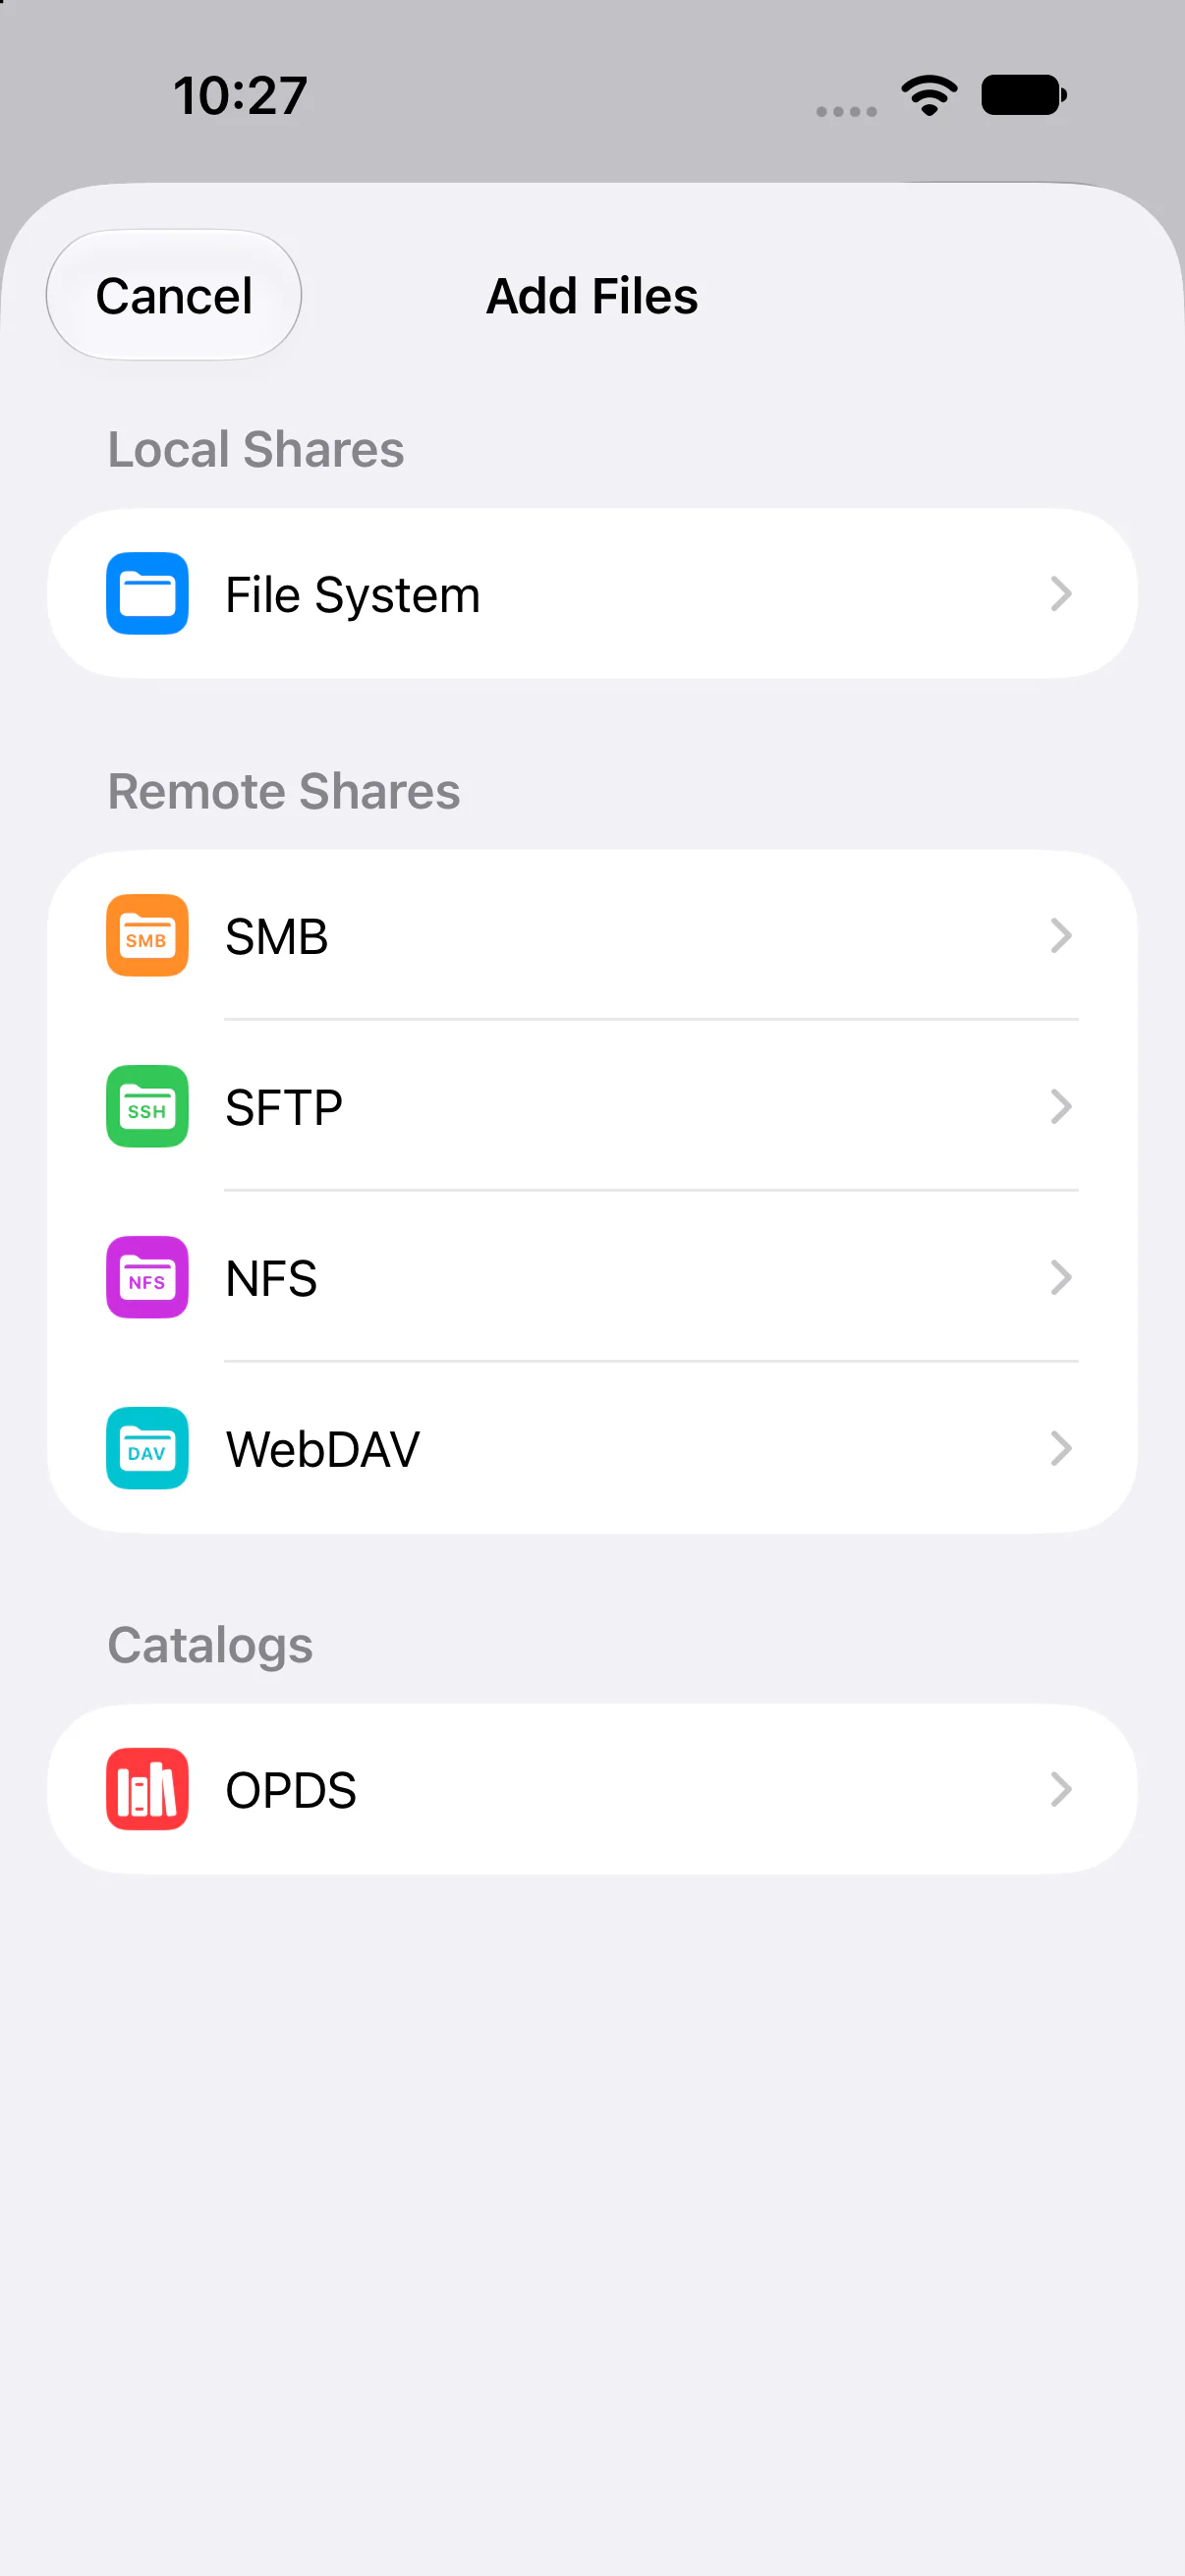 10:27
Cancel
Add Files
Local Shares
File System
Remote Shares
SMB
SMB
SSH
SFTP
NFS
NFS
DAV
WebDAV
Catalogs
OPDS